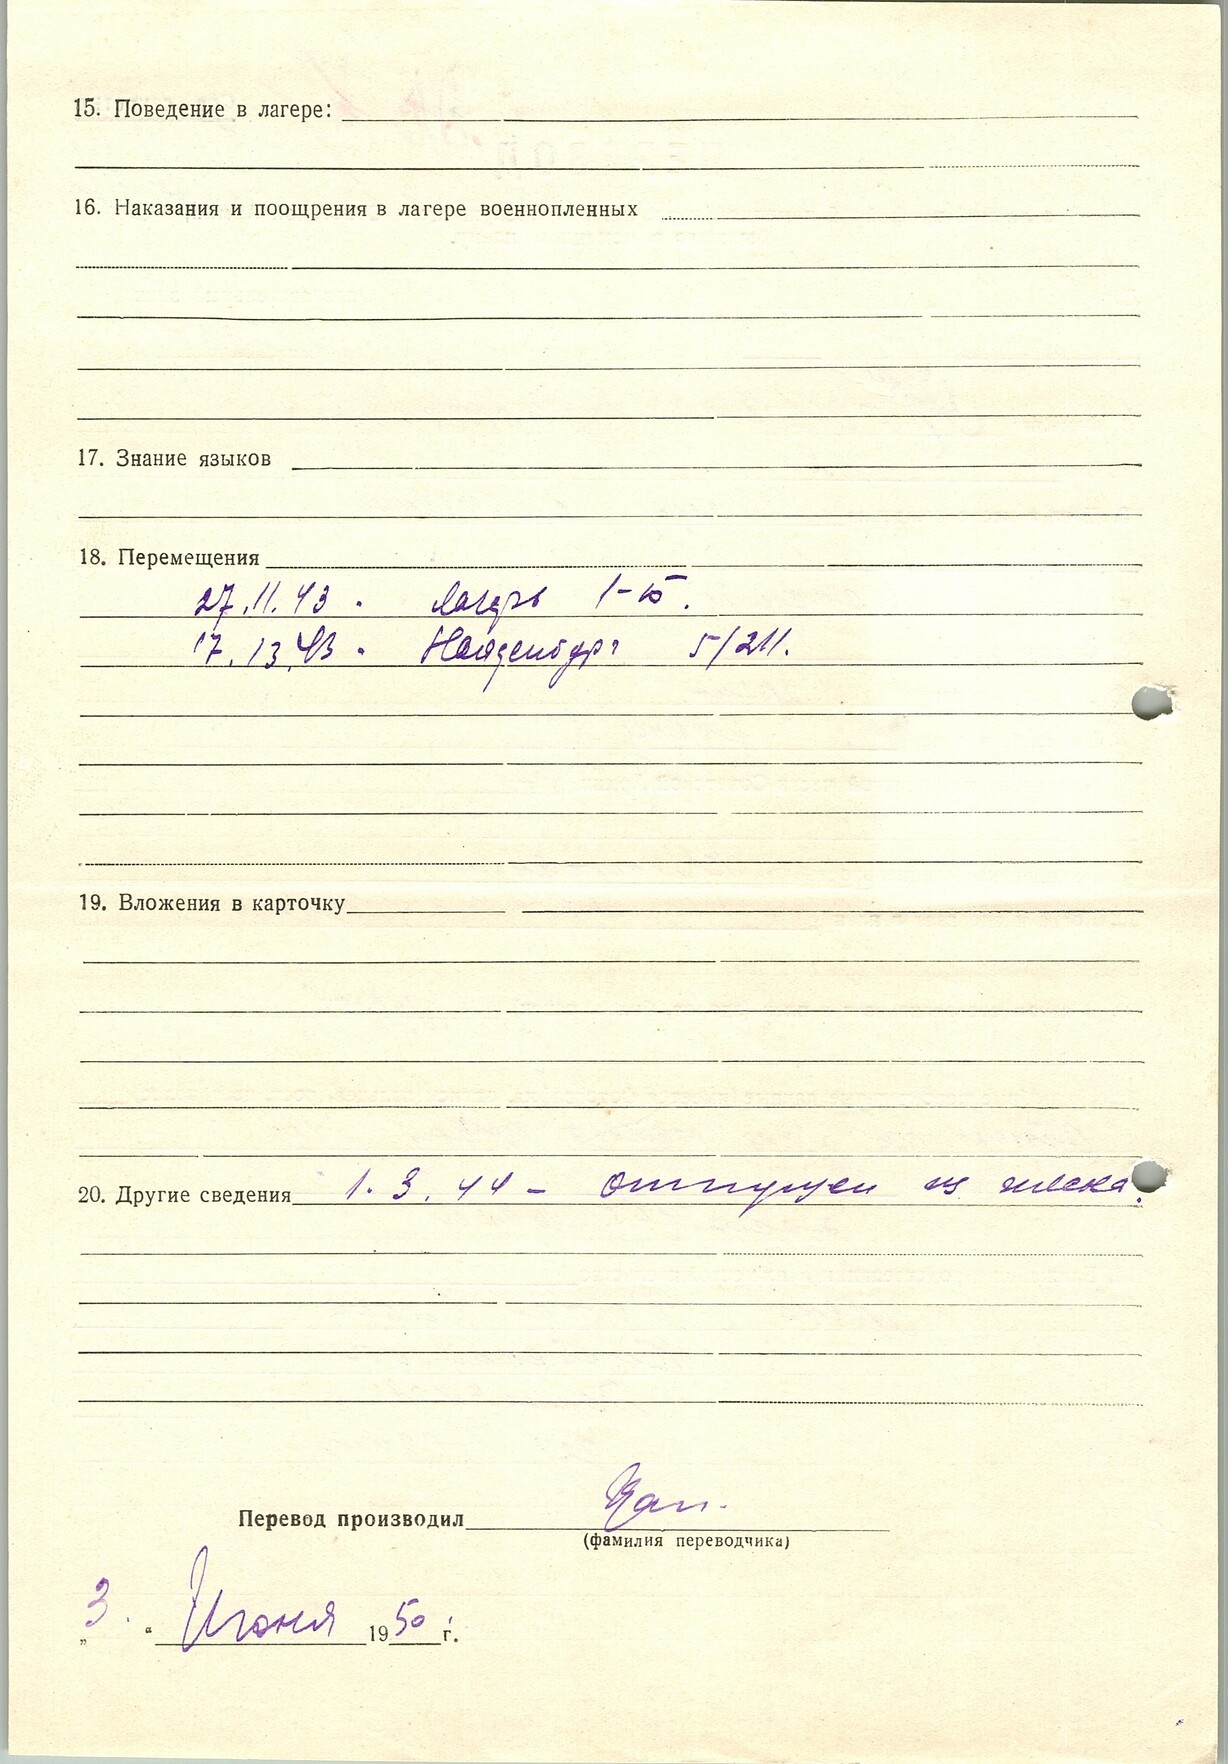 15. Поведение в лагере:
16. Наказания и поощрения в лагере военнопленных
17. Знание языков
18. Перемещения
27.11.43. Лагерь 1-Б.
17.13.43. 5/211.
19. Вложения в карточку
20. Другие сведения 1.3.44 – отпущен из плена.
Перевод производил
(фамилия переводчика)
„3." Июня 1950 г.